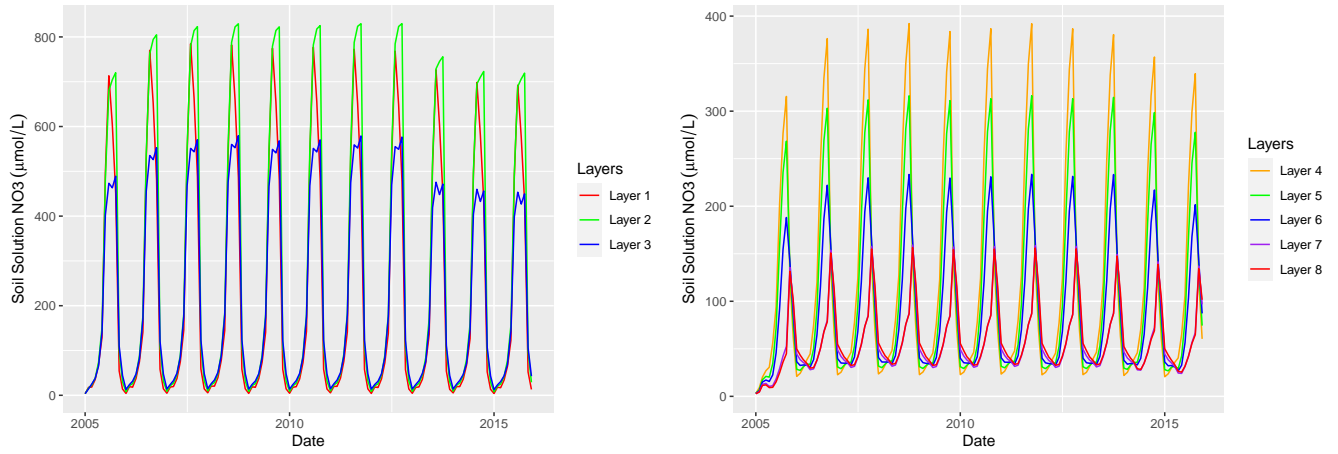 Soil Solution NO3 (μmol/L)
800
600
400
200
0
2005
2010
2015
Date
Layers
Layer 1
Layer 2
Layer 3
Soil Solution NO3 (μmol/L)
400
300
200
100
0
2005
2010
2015
Date
Layers
Layer 4
Layer 5
Layer 6
Layer 7
Layer 8